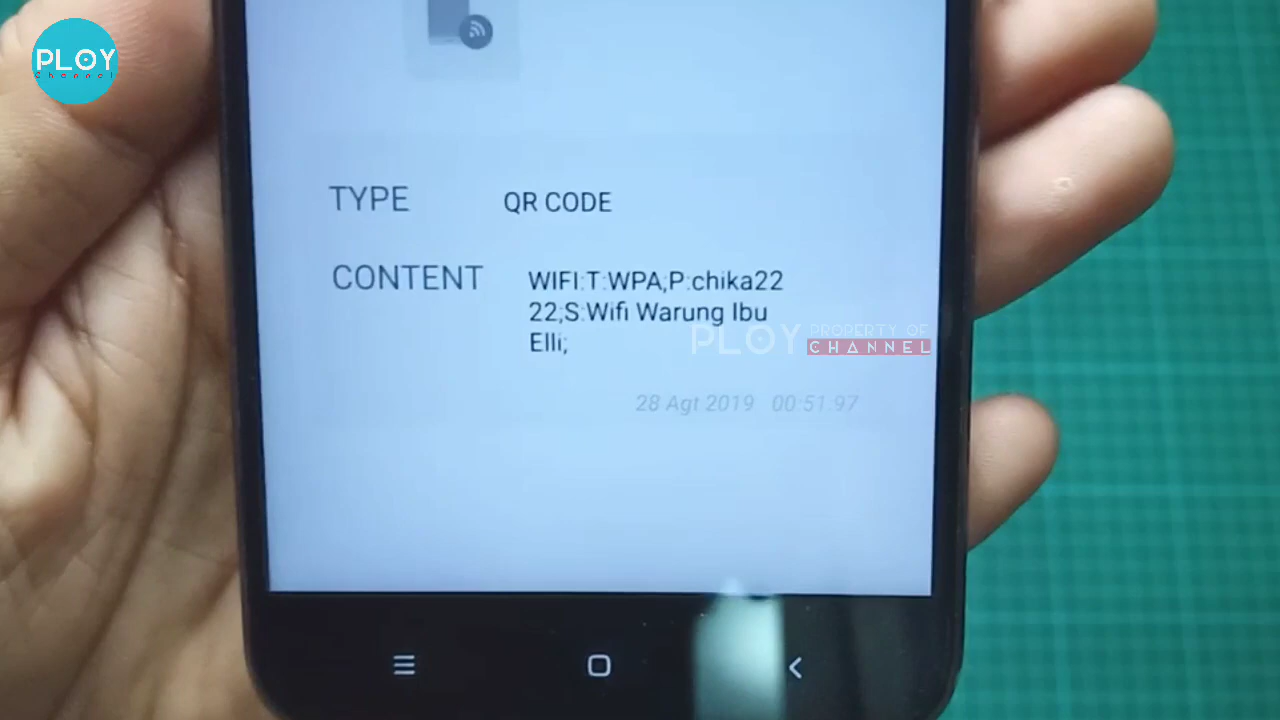 PLOY
Channel
TYPE QR CODE
CONTENT WIFI:T:WPA;P:chika22
22;S:Wifi Warung Ibu
Elli;
PLOY PROPERTY OF
CHANNEL
28 Agt 2019 00:51:97